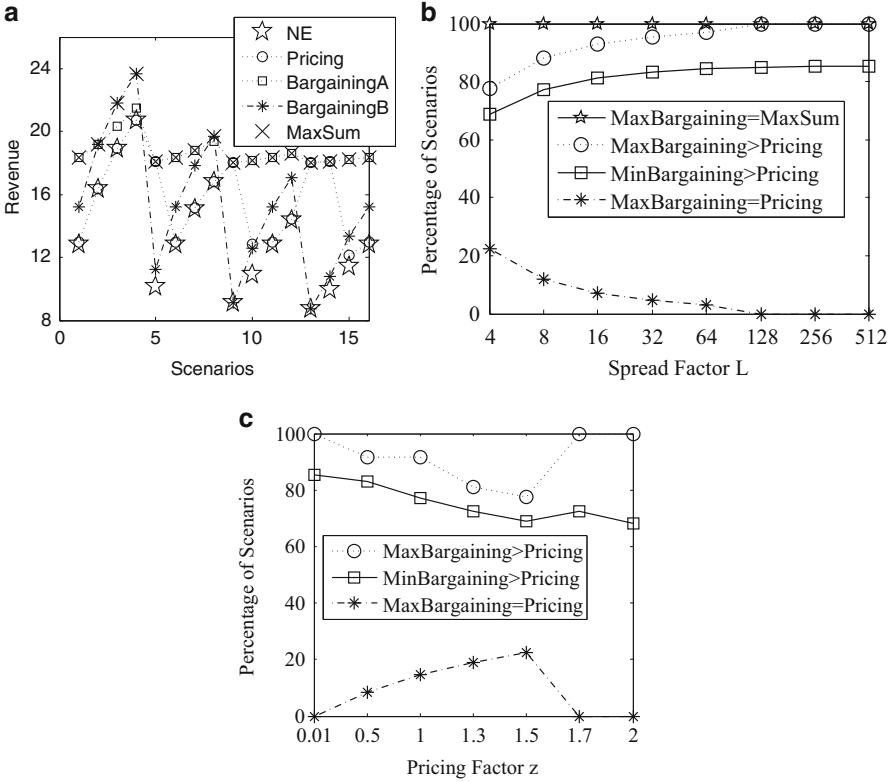 a
NE
Pricing
BargainingA
BargainingB
MaxSum
24
20
16
12
8
0
5
10
15
Revenue
Scenarios
b
100
80
60
40
20
0
MaxBargaining=MaxSum
MaxBargaining>Pricing
MinBargaining>Pricing
MaxBargaining=Pricing
4 8 16 32 64 128 256 512
Percentage of Scenarios
Spread Factor L
c
100
80
60
40
20
0
MaxBargaining>Pricing
MinBargaining>Pricing
MaxBargaining=Pricing
0.01 0.5 1 1.3 1.5 1.7 2
Percentage of Scenarios
Pricing Factor z